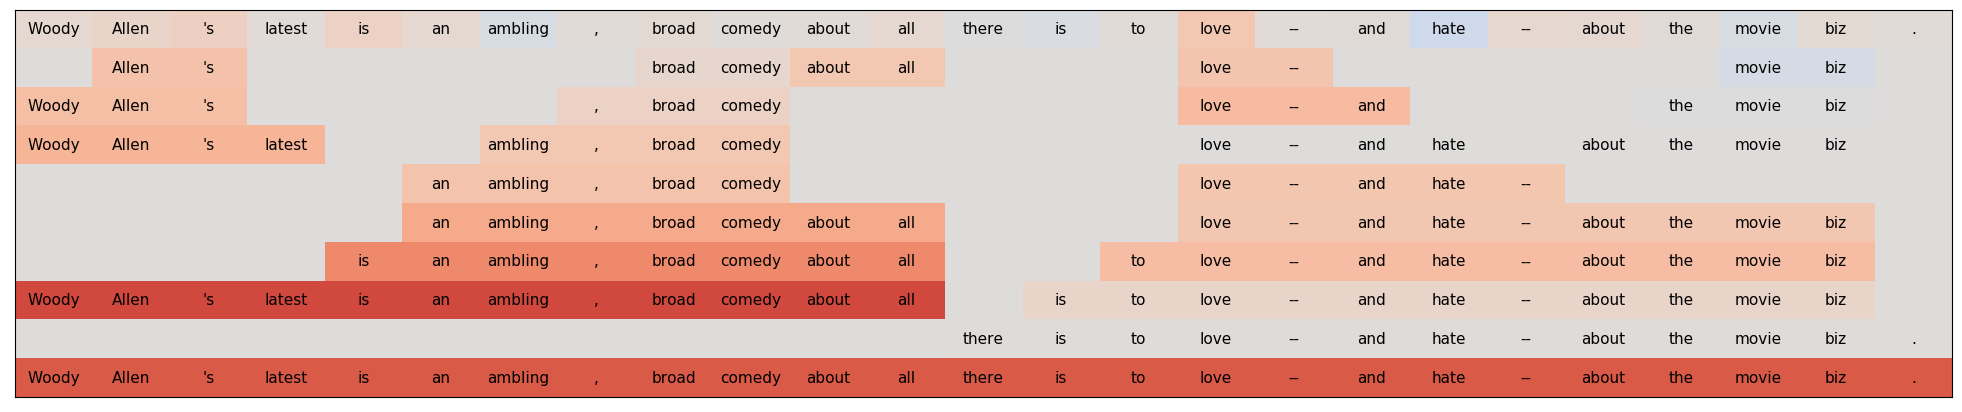 Woody Allen 's latest is an ambling , broad comedy about all there is to love -- and hate -- about the movie biz .
Allen 's broad comedy about all love -- movie biz
Woody Allen 's , broad comedy love -- and the movie biz
Woody Allen 's latest ambling , broad comedy love -- and hate about the movie biz
an ambling , broad comedy love -- and hate --
an ambling , broad comedy about all love -- and hate -- about the movie biz
is an ambling , broad comedy about all to love -- and hate -- about the movie biz
Woody Allen 's latest is an ambling , broad comedy about all is to love -- and hate -- about the movie biz
there is to love -- and hate -- about the movie biz .
Woody Allen 's latest is an ambling , broad comedy about all there is to love -- and hate -- about the movie biz .